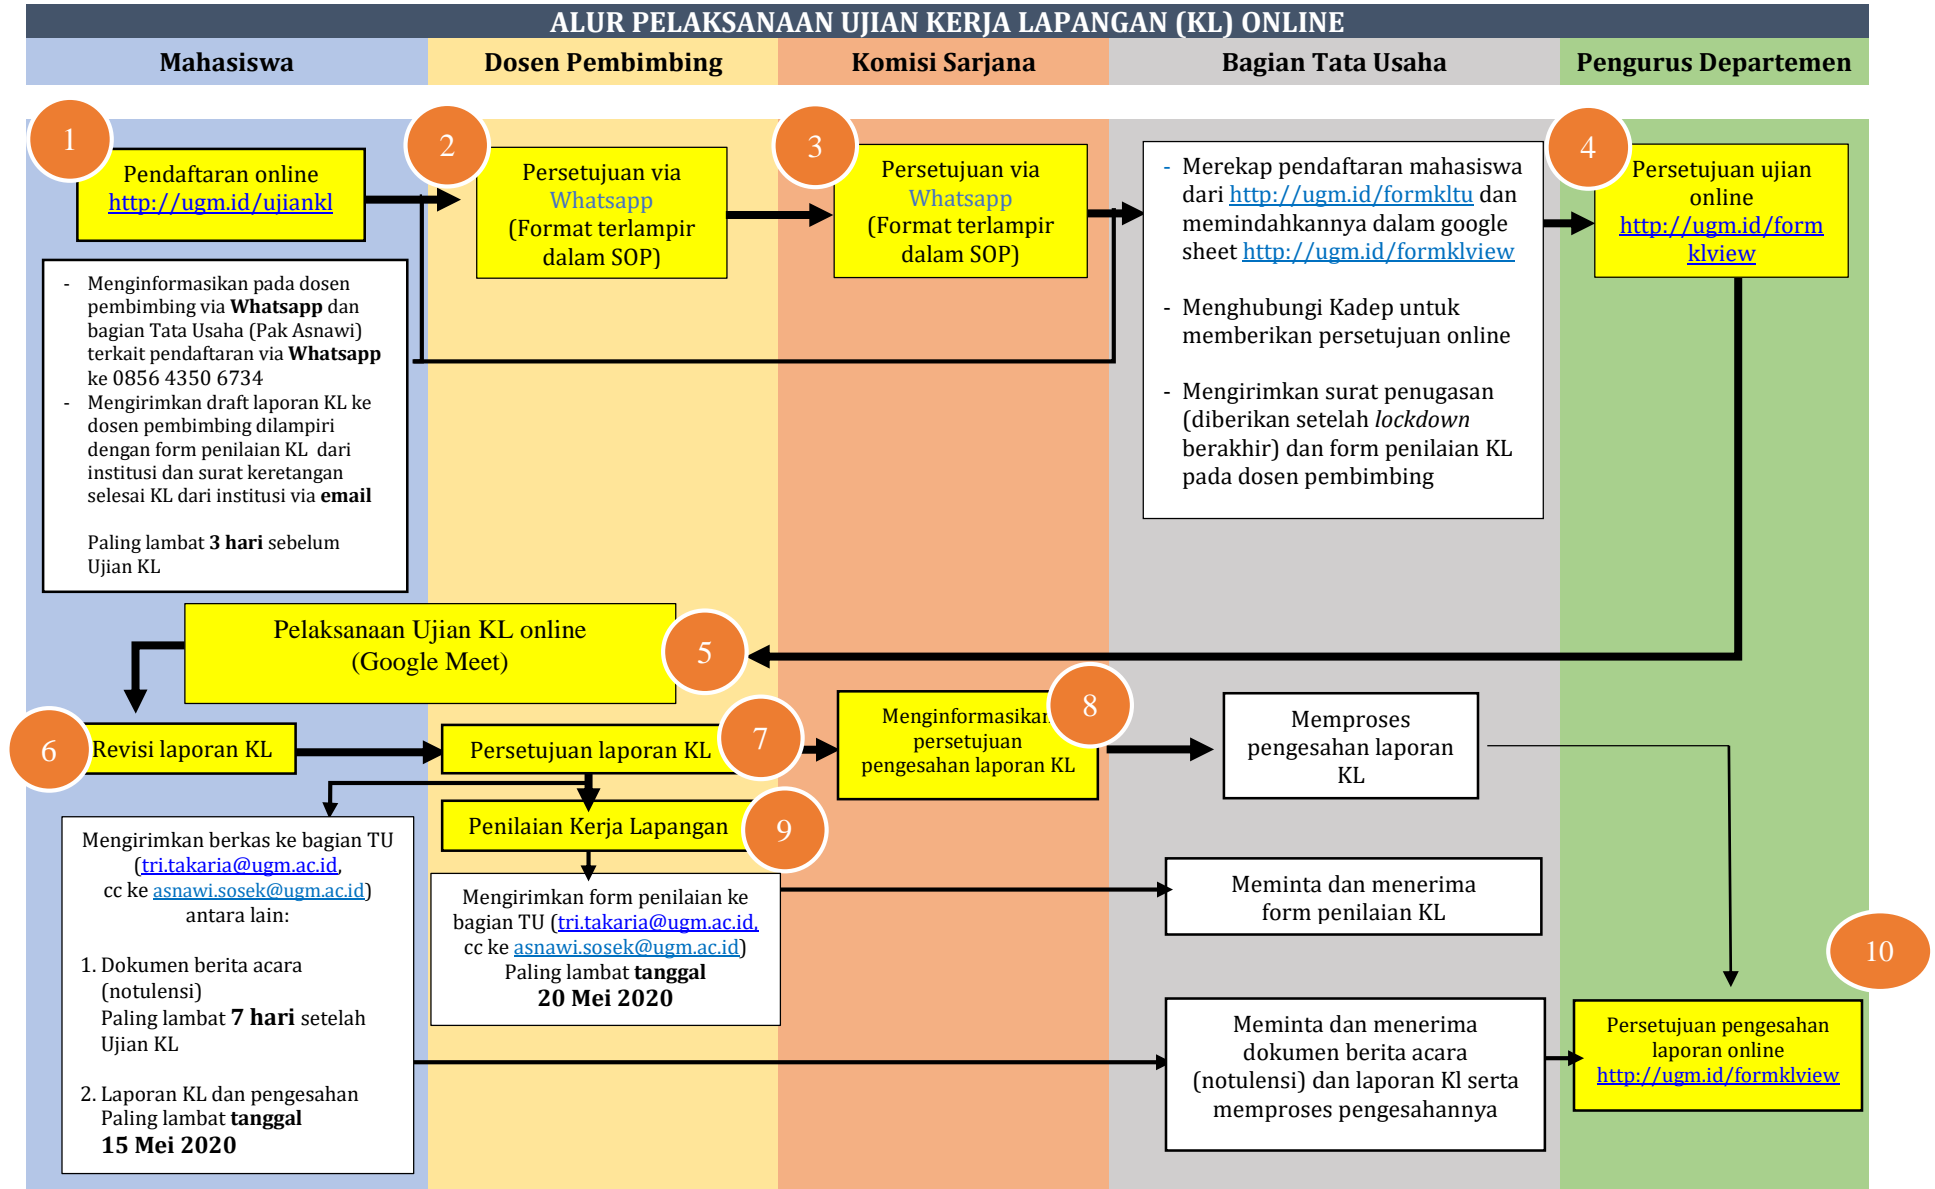 ALUR PELAKSANAAN UJIAN KERJA LAPANGAN (KL) ONLINE
Mahasiswa
Dosen Pembimbing
Komisi Sarjana
Bagian Tata Usaha
Pengurus Departemen
1
Pendaftaran online
http://ugm.id/ujiankl
2
Persetujuan via
Whatsapp
(Format terlampir
dalam SOP)
3
Persetujuan via
Whatsapp
(Format terlampir
dalam SOP)
- Merekap pendaftaran mahasiswa
dari http://ugm.id/formkltu dan
memindahkannya dalam google
sheet http://ugm.id/formklview
- Menghubungi Kadep untuk
memberikan persetujuan online
- Mengirimkan surat penugasan
(diberikan setelah lockdown
berakhir) dan form penilaian KL
pada dosen pembimbing
4
Persetujuan ujian
online
http://ugm.id/form
klview
- Menginformasikan pada dosen
pembimbing via Whatsapp dan
bagian Tata Usaha (Pak Asnawi)
terkait pendaftaran via Whatsapp
ke 0856 4350 6734
- Mengirimkan draft laporan KL ke
dosen pembimbing dilampiri
dengan form penilaian KL dari
institusi dan surat keretangan
selesai KL dari institusi via email
Paling lambat 3 hari sebelum
Ujian KL
Pelaksanaan Ujian KL online
(Google Meet)
5
6
Revisi laporan KL
Persetujuan laporan KL
7
Menginformasikan
persetujuan
pengesahan laporan KL
8
Memproses
pengesahan laporan
KL
Penilaian Kerja Lapangan
9
Mengirimkan berkas ke bagian TU
(tri.takaria@ugm.ac.id,
cc ke asnawi.sosek@ugm.ac.id)
antara lain:
1. Dokumen berita acara
(notulensi)
Paling lambat 7 hari setelah
Ujian KL
2. Laporan KL dan pengesahan
Paling lambat tanggal
15 Mei 2020
Mengirimkan form penilaian ke
bagian TU (tri.takaria@ugm.ac.id,
cc ke asnawi.sosek@ugm.ac.id)
Paling lambat tanggal
20 Mei 2020
Meminta dan menerima
form penilaian KL
Meminta dan menerima
dokumen berita acara
(notulensi) dan laporan Kl serta
memproses pengesahannya
10
Persetujuan pengesahan
laporan online
http://ugm.id/formklview